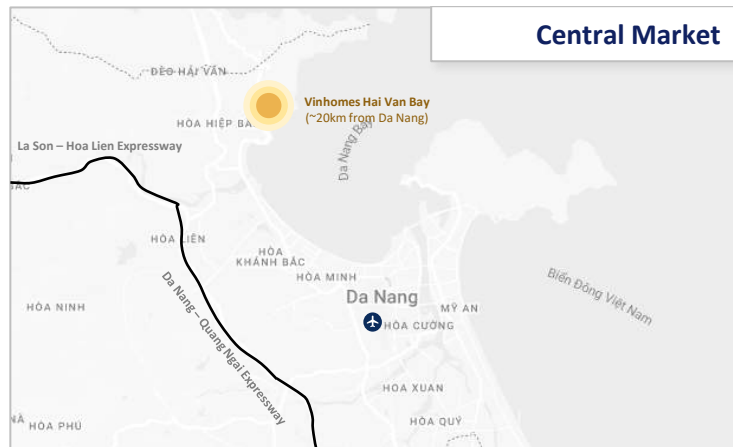 Central Market
ĐÈO HẢI VÂN
Vinhomes Hai Van Bay
(~20km from Da Nang)
HÒA HIỆP BẮ
La Son – Hoa Lien Expressway
Da Nang Bay
HÒA LIÊN
HÒA
KHÁNH BẮC
HÒA MINH
Da Nang – Quang Ngai Expressway
HÒA NINH
Da Nang
MỸ AN
Biển Đông Việt Nam
HÒA CƯỜNG
HOA XUAN
HÒA PHÚ
HÒA QUÝ